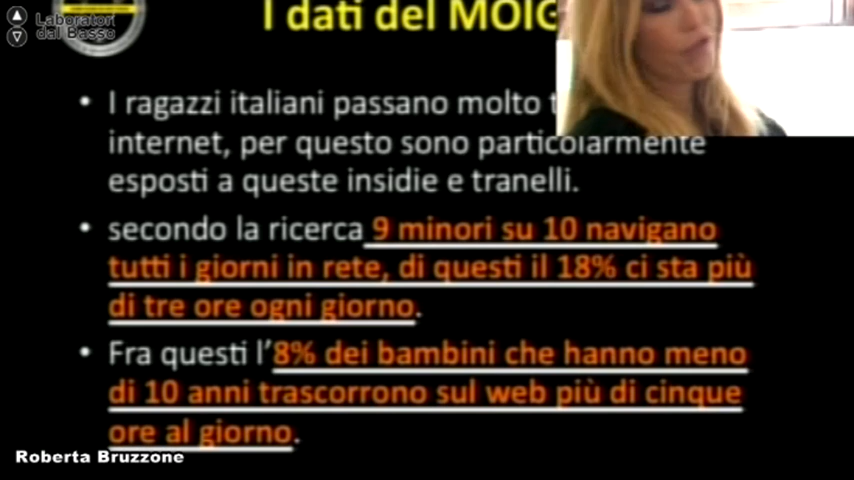 Laboratori
dal Basso
I dati del MOIG
• I ragazzi italiani passano molto
internet, per questo sono particolarmente
esposti a queste insidie e tranelli.
• secondo la ricerca 9 minori su 10 navigano
tutti i giorni in rete, di questi il 18% ci sta più
di tre ore ogni giorno.
• Fra questi l'8% dei bambini che hanno meno
di 10 anni trascorrono sul web più di cinque
ore al giorno.
Roberta Bruzzone